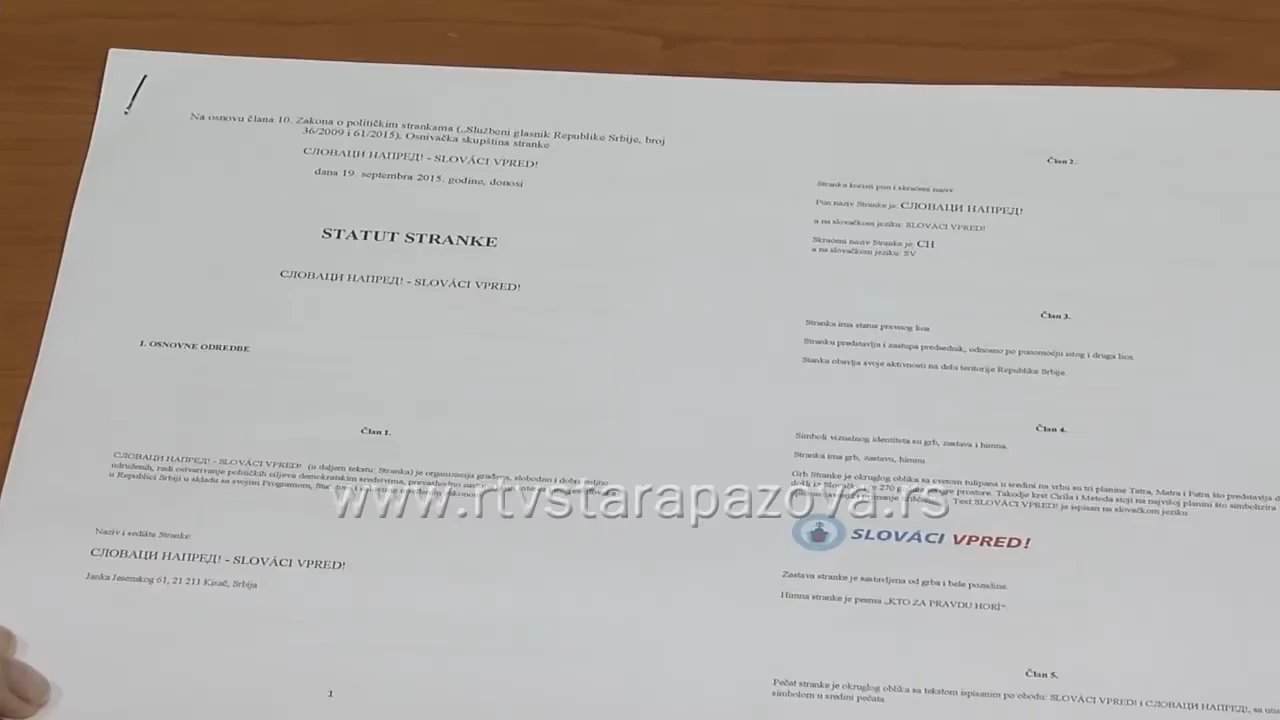 Na osnovu člana 10. Zakona o političkim strankama („Službeni glasnik Republike Srbije, broj
36/2009 i 61/2015). Osnivačka skupština stranke
СЛОВАЦИ НАПРЕД! - SLOVÁCI VPRED!
dana 19. septembra 2015. godine, donosi
STATUT STRANKE
СЛОВАЦИ НАПРЕД! - SLOVÁCI VPRED!
I. OSNOVNE ODREDBE
Član 1.
СЛОВАЦИ НАПРЕД! - SLOVÁCI VPRED! (u daljem tekstu: Stranka) je organizacija građana, slobodno i dobrovoljno
udruženih, radi ostvarivanje političkih ciljeva demokratskim sredstvima, prevashodno
u Republici Srbiji u skladu sa svojim Programom,
Naziv i sedište Stranke.
СЛОВАЦИ НАПРЕД! - SLOVÁCI VPRED!
Janka Jesenskog 61, 21 211 Kisač, Srbija
1
Član 2.
Stranka koristi pun i skraćeni naziv
Pun naziv Stranke je: СЛОВАЦИ НАПРЕД!
a na slovačkom jeziku: SLOVÁCI VPRED!
Skraćeni naziv Stranke je: СН
a na slovačkom jeziku: SV
Član 3.
Stranka ima status pravnog lica.
Stranku predstavlja i zastupa predsednik, odnosno po punomoćju istog i druga lica.
Stanka obavlja svoje aktivnosti na delu teritorije Republike Srbije.
Član 4.
Simboli vizualnog identiteta su grb, zastava i himna.
Stranka ima grb, zastavu, himnu.
Grb Stranke je okruglog oblika sa cvetom tulipana u sredini na vrhu su tri planine Tatra, Matra i Fatra što predstavlja
došli iz Slovačke 270 prostore. Takodje krst Cirila i Metoda stoji na najvišoj planini što simbolizira
Text SLOVÁCI VPRED! je ispisan na slovačkom jeziku.
SLOVÁCI VPRED!
Zastava stranke je sastavljena od grba i bele pozadine.
Himna stranke je pesma „KTO ZA PRAVDU HORÍ“.
Član 5.
Pečat stranke je okruglog oblika sa tekstom ispisanim po obodu: SLOVÁCI VPRED! i СЛОВАЦИ НАПРЕД!, sa
simbolom u sredini pečata.
www.rtvstarapazova.rs